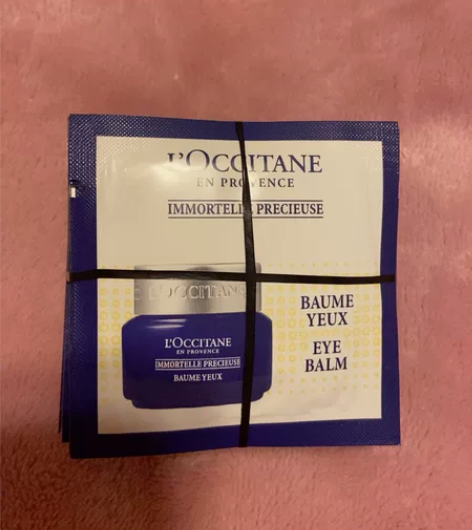 L'OCCITANE
EN PROVENCE
IMMORTELLE PRECIEUSE
L'OCCITANE
BAUME
YEUX
EYE
BALM
L'OCCITANE
EN PROVENCE
IMMORTELLE PRECIEUSE
BAUME YEUX